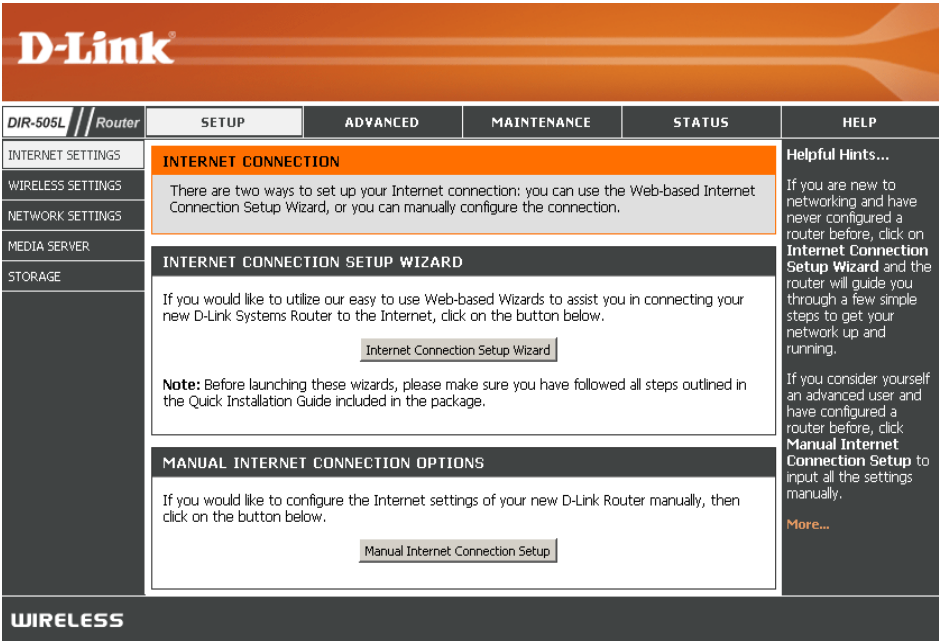 D-Link
DIR-505L // Router
SETUP
ADVANCED
MAINTENANCE
STATUS
HELP
INTERNET SETTINGS
WIRELESS SETTINGS
NETWORK SETTINGS
MEDIA SERVER
STORAGE
INTERNET CONNECTION
There are two ways to set up your Internet connection: you can use the Web-based Internet
Connection Setup Wizard, or you can manually configure the connection.
INTERNET CONNECTION SETUP WIZARD
If you would like to utilize our easy to use Web-based Wizards to assist you in connecting your
new D-Link Systems Router to the Internet, click on the button below.
Internet Connection Setup Wizard
Note: Before launching these wizards, please make sure you have followed all steps outlined in
the Quick Installation Guide included in the package.
MANUAL INTERNET CONNECTION OPTIONS
If you would like to configure the Internet settings of your new D-Link Router manually, then
click on the button below.
Manual Internet Connection Setup
Helpful Hints...
If you are new to
networking and have
never configured a
router before, click on
Internet Connection
Setup Wizard and the
router will guide you
through a few simple
steps to get your
network up and
running.
If you consider yourself
an advanced user and
have configured a
router before, click
Manual Internet
Connection Setup to
input all the settings
manually.
More...
WIRELESS